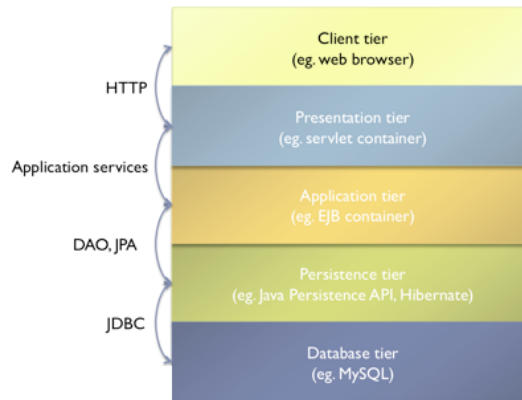 Client tier
(eg. web browser)
HTTP
Presentation tier
(eg. servlet container)
Application services
Application tier
(eg. EJB container)
DAO, JPA
Persistence tier
(eg. Java Persistence API, Hibernate)
JDBC
Database tier
(eg. MySQL)